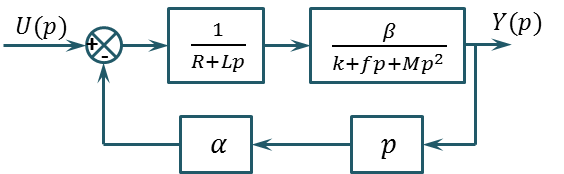 U(p)
Y(p)
+
-
1
R+Lp
β
k+fp+Mp²
α
p